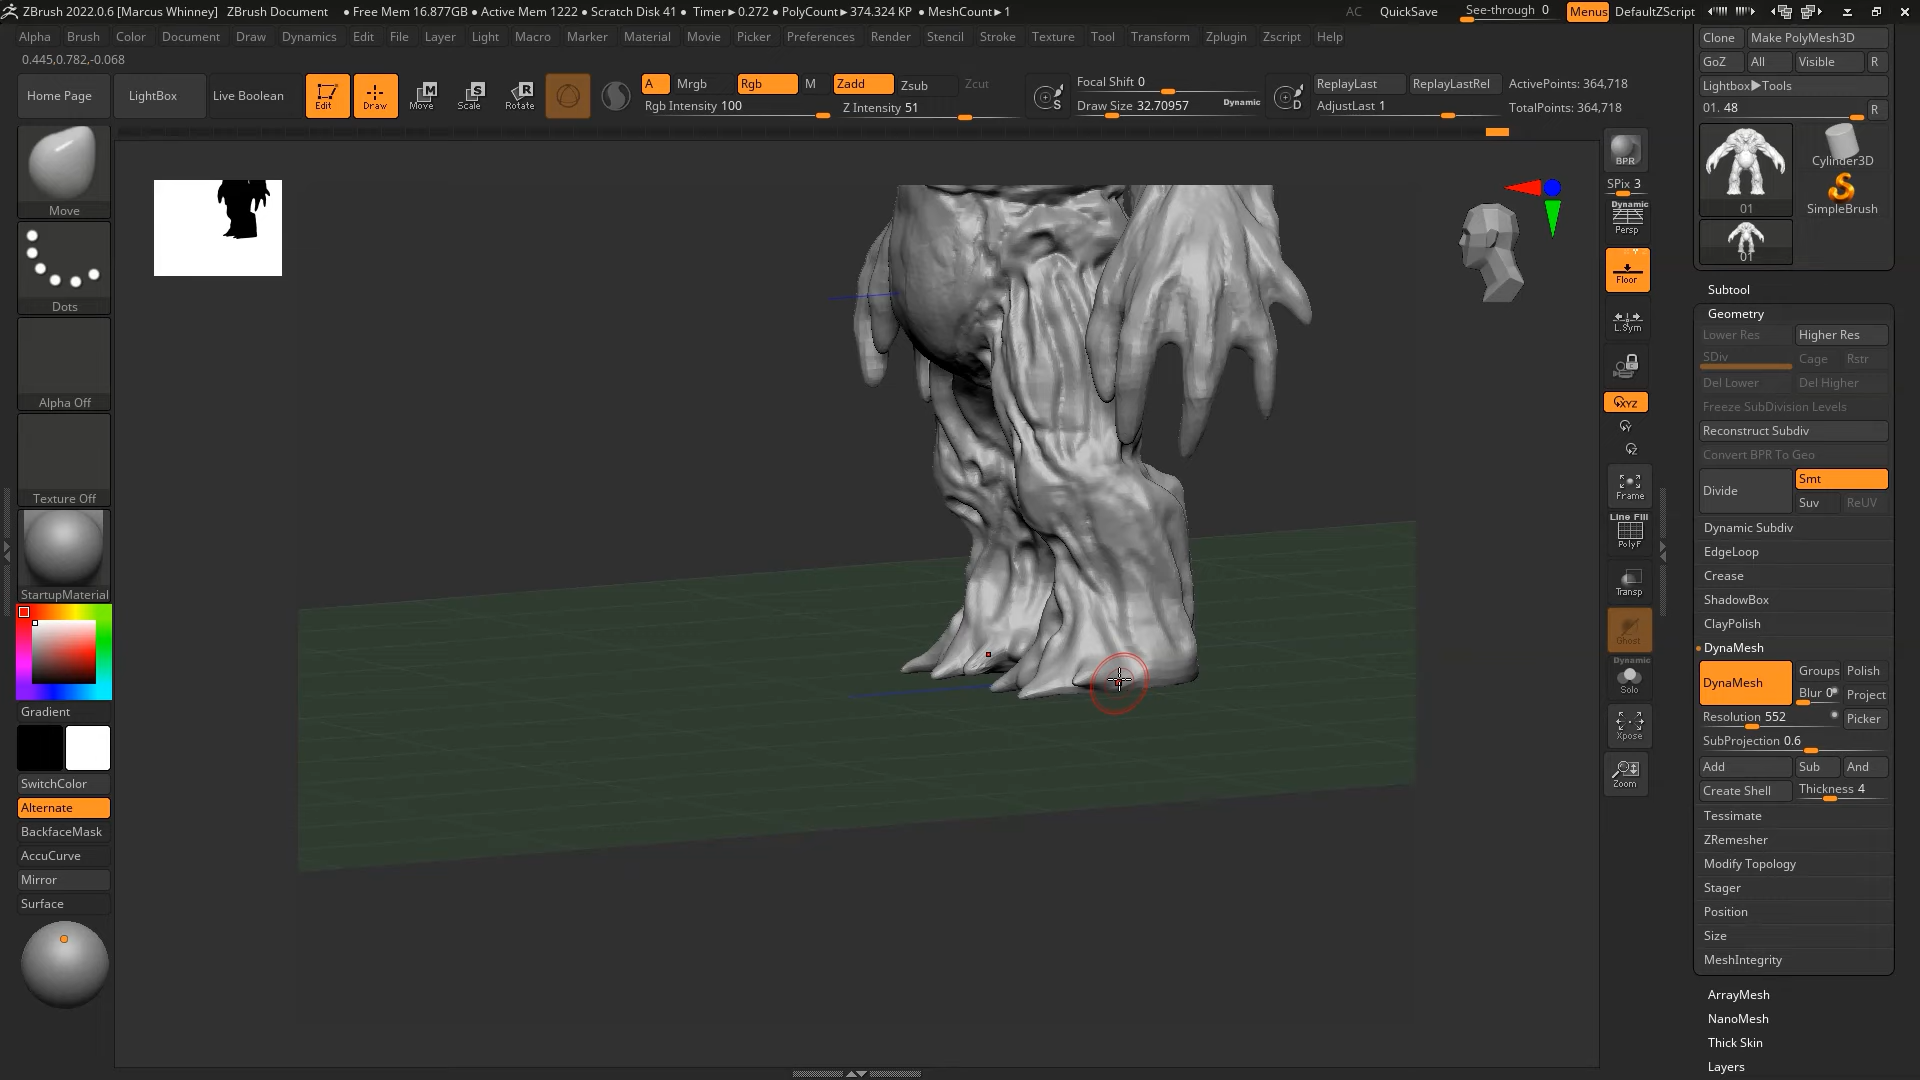 ZBrush 2022.0.6 [Marcus Whinney] ZBrush Document ● Free Mem 16.877GB ● Active Mem 1222 ● Scratch Disk 41 ● Timer►0.272 ● PolyCount►374.324 KP ● MeshCount►1 AC QuickSave See-through 0 Menus DefaultZScript
Alpha Brush Color Document Draw Dynamics Edit File Layer Light Macro Marker Material Movie Picker Preferences Render Stencil Stroke Texture Tool Transform Zplugin Zscript Help
0.445,0.782,-0.068
Home Page LightBox Live Boolean Edit Draw Move Scale Rotate
A Mrgb Rgb M Zadd Zsub Zcut
Rgb Intensity 100 Z Intensity 51
S Focal Shift 0
Draw Size 32.70957 Dynamic
D ReplayLast ReplayLastRel
AdjustLast 1
ActivePoints: 364,718
TotalPoints: 364,718
Move
Dots
Alpha Off
Texture Off
StartupMaterial
Gradient
SwitchColor
Alternate
BackfaceMask
AccuCurve
Mirror
Surface
BPR
SPix 3
Dynamic
Persp
Floor
L.Sym
XYZ
Y
Z
Frame
Line Fill
PolyF
Transp
Ghost
Dynamic
Solo
Xpose
Zoom
Clone Make PolyMesh3D
GoZ All Visible R
Lightbox►Tools
01. 48 R
01
Cylinder3D
SimpleBrush
01
Subtool
Geometry
Lower Res Higher Res
SDiv Cage Rstr
Del Lower Del Higher
Freeze SubDivision Levels
Reconstruct Subdiv
Convert BPR To Geo
Divide Smt
Suv ReUV
Dynamic Subdiv
EdgeLoop
Crease
ShadowBox
ClayPolish
DynaMesh
DynaMesh Groups Polish
Blur 0 Project
Resolution 552 Picker
SubProjection 0.6
Add Sub And
Create Shell Thickness 4
Tessimate
ZRemesher
Modify Topology
Stager
Position
Size
MeshIntegrity
ArrayMesh
NanoMesh
Thick Skin
Layers